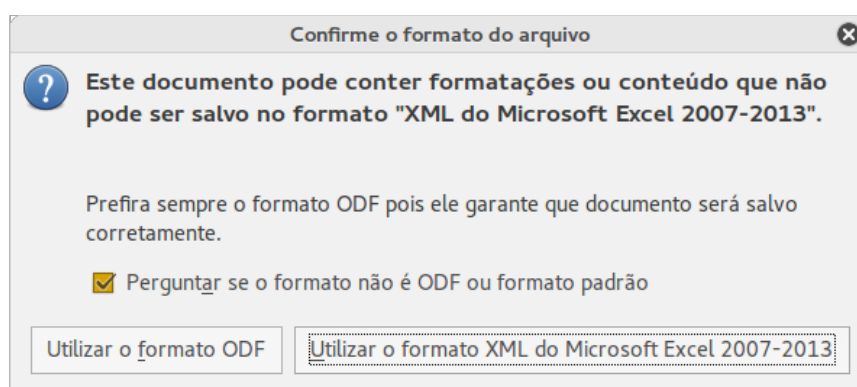 Confirme o formato do arquivo
Este documento pode conter formatações ou conteúdo que não
pode ser salvo no formato "XML do Microsoft Excel 2007-2013".
Prefira sempre o formato ODF pois ele garante que documento será salvo
corretamente.
Perguntar se o formato não é ODF ou formato padrão
Utilizar o formato ODF
Utilizar o formato XML do Microsoft Excel 2007-2013